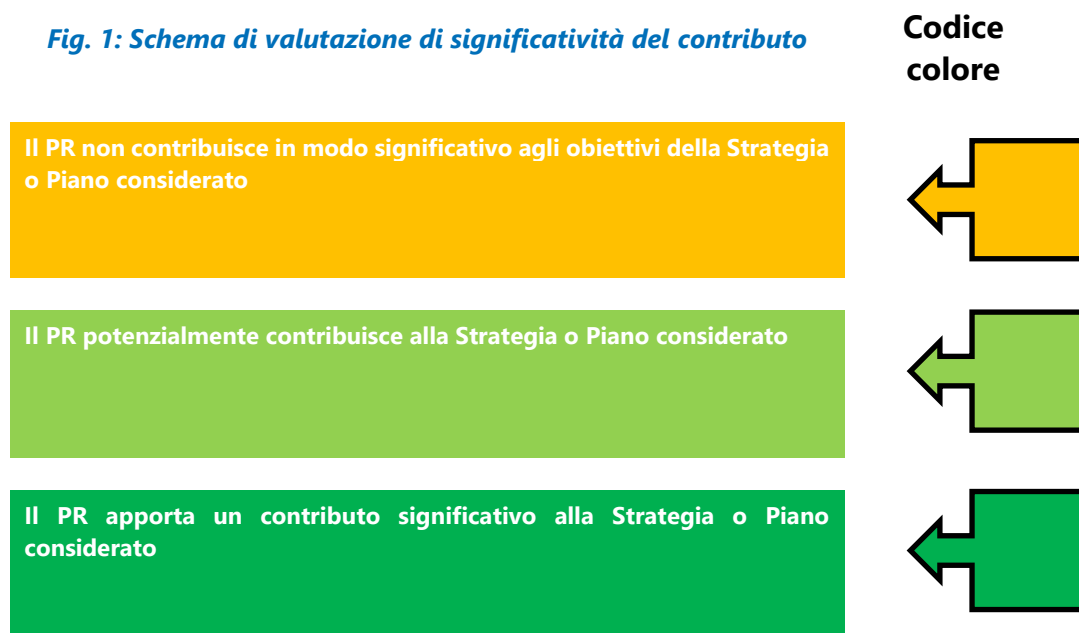 Fig. 1: Schema di valutazione di significatività del contributo
Codice
colore
Il PR non contribuisce in modo significativo agli obiettivi della Strategia
o Piano considerato
Il PR potenzialmente contribuisce alla Strategia o Piano considerato
Il PR apporta un contributo significativo alla Strategia o Piano
considerato